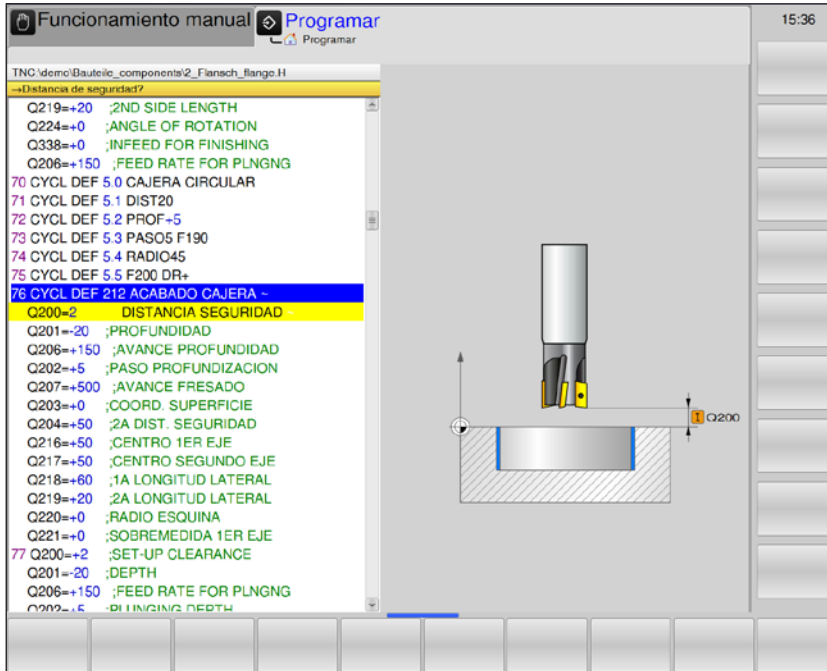 Funcionamiento manual
Programar
Programar
15:36
TNC:\demo\Bauteile_components\2_Flansch_flange.H
→Distancia de seguridad?
Q219=+20 ;2ND SIDE LENGTH
Q224=+0 ;ANGLE OF ROTATION
Q338=+0 ;INFEED FOR FINISHING
Q206=+150 ;FEED RATE FOR PLNGNG
70 CYCL DEF 5.0 CAJERA CIRCULAR
71 CYCL DEF 5.1 DIST20
72 CYCL DEF 5.2 PROF+5
73 CYCL DEF 5.3 PASO5 F190
74 CYCL DEF 5.4 RADIO45
75 CYCL DEF 5.5 F200 DR+
76 CYCL DEF 212 ACABADO CAJERA ~
Q200=2 DISTANCIA SEGURIDAD ~
Q201=-20 ;PROFUNDIDAD
Q206=+150 ;AVANCE PROFUNDIDAD
Q202=+5 ;PASO PROFUNDIZACION
Q207=+500 ;AVANCE FRESADO
Q203=+0 ;COORD. SUPERFICIE
Q204=+50 ;2A DIST. SEGURIDAD
Q216=+50 ;CENTRO 1ER EJE
Q217=+50 ;CENTRO SEGUNDO EJE
Q218=+60 ;1A LONGITUD LATERAL
Q219=+20 ;2A LONGITUD LATERAL
Q220=+0 ;RADIO ESQUINA
Q221=+0 ;SOBREMEDIDA 1ER EJE
77 Q200=+2 ;SET-UP CLEARANCE
Q201=-20 ;DEPTH
Q206=+150 ;FEED RATE FOR PLNGNG
Q202=+5 ;PLUNGING DEPTH
I Q200